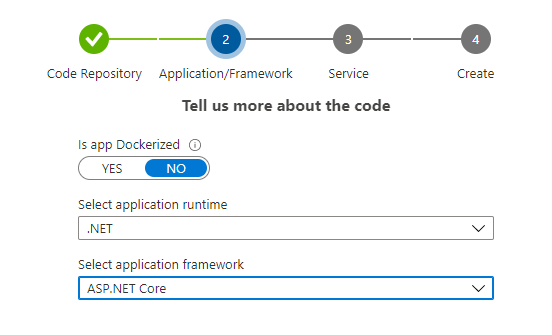 2
3
4
Code Repository
Application/Framework
Service
Create
Tell us more about the code
Is app Dockerized
YES
NO
Select application runtime
.NET
Select application framework
ASP.NET Core